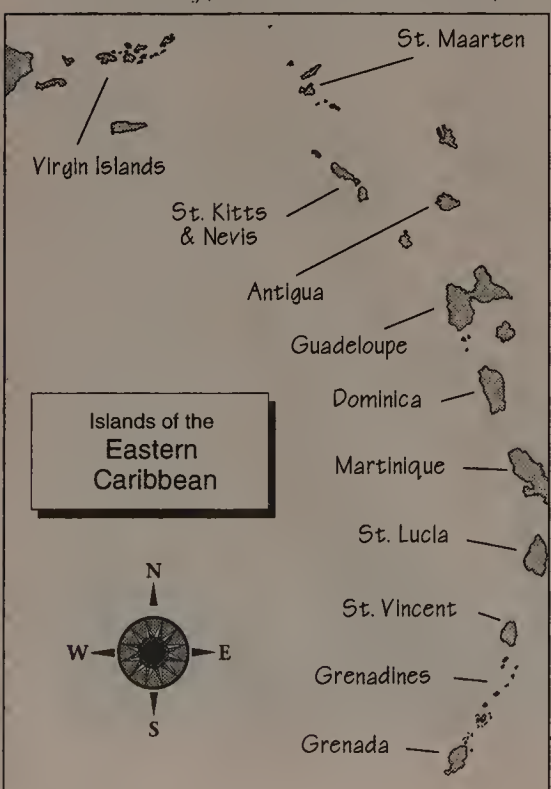 St. Maarten
Virgin Islands
St. Kitts
& Nevis
Antigua
Guadeloupe
Dominica
Islands of the
Eastern
Caribbean
Martinique
St. Lucla
N
St. Vincent
W
E
Grenadines
S
Grenada